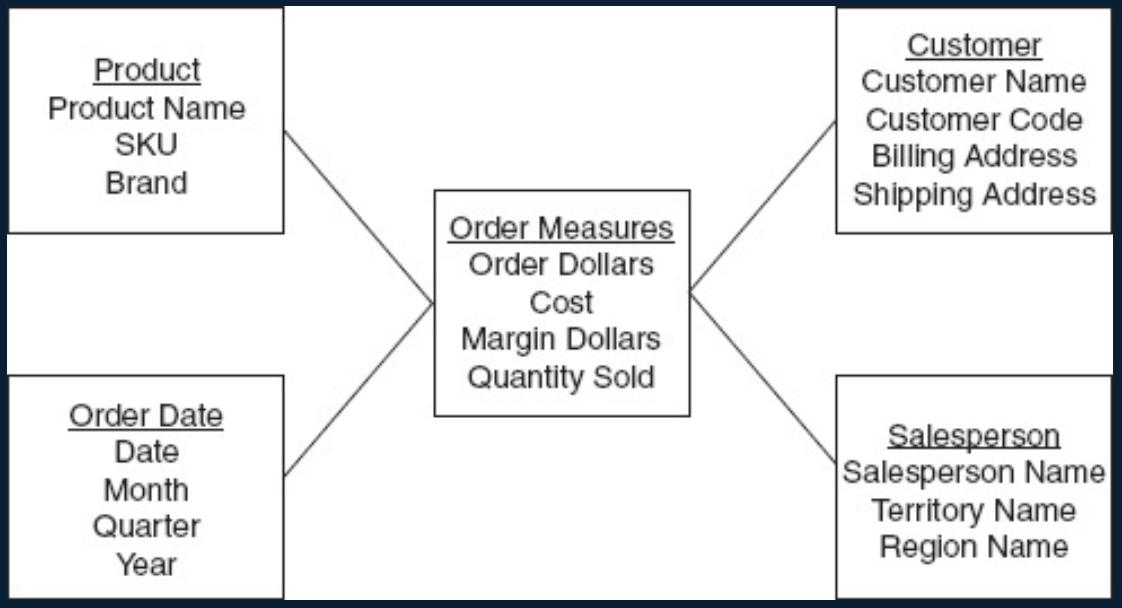 Product
Product Name
SKU
Brand
Customer
Customer Name
Customer Code
Billing Address
Shipping Address
Order Measures
Order Dollars
Cost
Margin Dollars
Quantity Sold
Order Date
Date
Month
Quarter
Year
Salesperson
Salesperson Name
Territory Name
Region Name